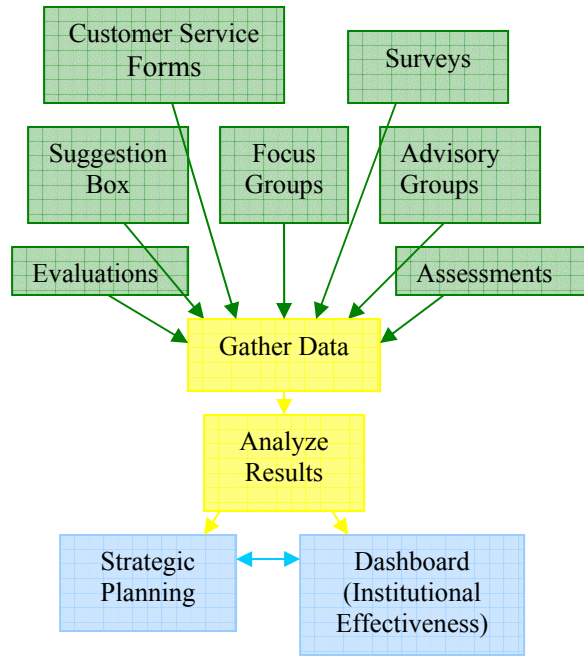 Customer Service
Forms
Surveys
Suggestion
Box
Focus
Groups
Advisory
Groups
Evaluations
Assessments
Gather Data
Analyze
Results
Strategic
Planning
Dashboard
(Institutional
Effectiveness)